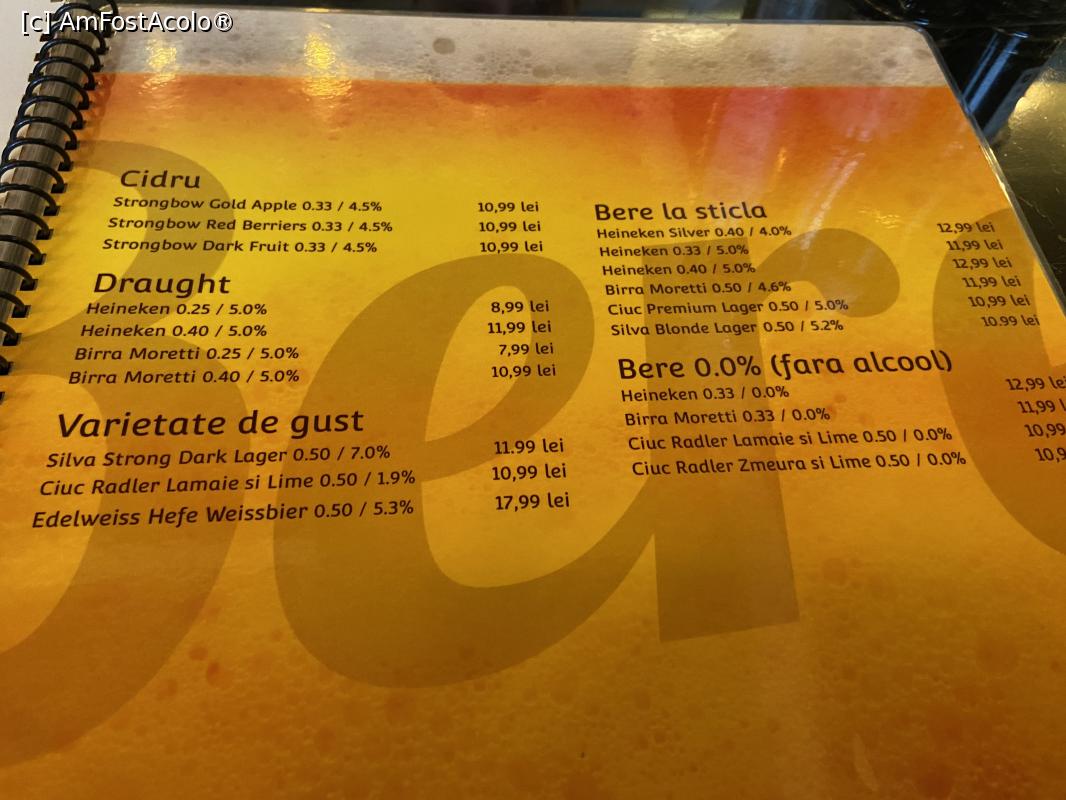 [c] AmFostAcolo®
Cidru
Strongbow Gold Apple 0.33 / 4.5% 10,99 lei
Strongbow Red Berriers 0.33 / 4.5% 10,99 lei
Strongbow Dark Fruit 0.33 / 4.5% 10,99 lei
Draught
Heineken 0.25 / 5.0% 8,99 lei
Heineken 0.40 / 5.0% 11,99 lei
Birra Moretti 0.25 / 5.0% 7,99 lei
Birra Moretti 0.40 / 5.0% 10,99 lei
Varietate de gust
Silva Strong Dark Lager 0.50 / 7.0% 11.99 lei
Ciuc Radler Lamaie si Lime 0.50 / 1.9% 10,99 lei
Edelweiss Hefe Weissbier 0.50 / 5.3% 17,99 lei
Bere la sticla
Heineken Silver 0.40 / 4.0% 12,99 lei
Heineken 0.33 / 5.0% 11,99 lei
Heineken 0.40 / 5.0% 12,99 lei
Birra Moretti 0.50 / 4.6% 11,99 lei
Ciuc Premium Lager 0.50 / 5.0% 10,99 lei
Silva Blonde Lager 0.50 / 5.2% 10.99 lei
Bere 0.0% (fara alcool)
Heineken 0.33 / 0.0% 12,99 lei
Birra Moretti 0.33 / 0.0% 11,99 l
Ciuc Radler Lamaie si Lime 0.50 / 0.0% 10,99
Ciuc Radler Zmeura si Lime 0.50 / 0.0% 10,9
Bere